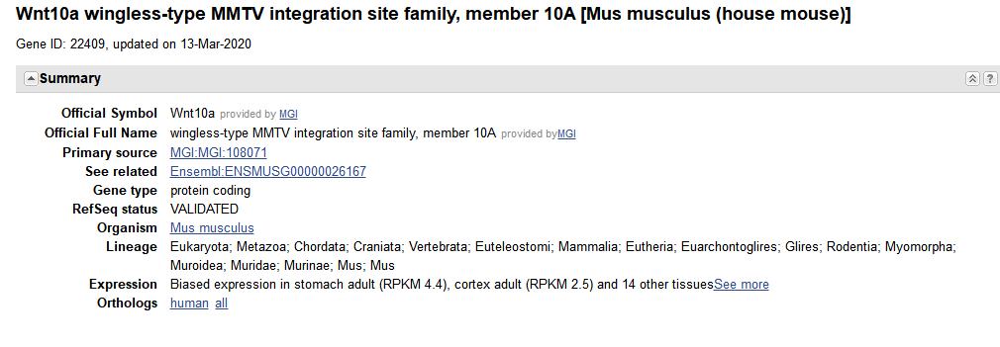 Wnt10a wingless-type MMTV integration site family, member 10A [Mus musculus (house mouse)]
Gene ID: 22409, updated on 13-Mar-2020
Summary
?
Official Symbol Wnt10a provided by MGI
Official Full Name wingless-type MMTV integration site family, member 10A provided byMGI
Primary source MGI:MGI:108071
See related Ensembl:ENSMUSG00000026167
Gene type protein coding
RefSeq status VALIDATED
Organism Mus musculus
Lineage Eukaryota; Metazoa; Chordata; Craniata; Vertebrata; Euteleostomi; Mammalia; Eutheria; Euarchontoglires; Glires; Rodentia; Myomorpha;
Muroidea; Muridae; Murinae; Mus; Mus
Expression Biased expression in stomach adult (RPKM 4.4), cortex adult (RPKM 2.5) and 14 other tissuesSee more
Orthologs human all